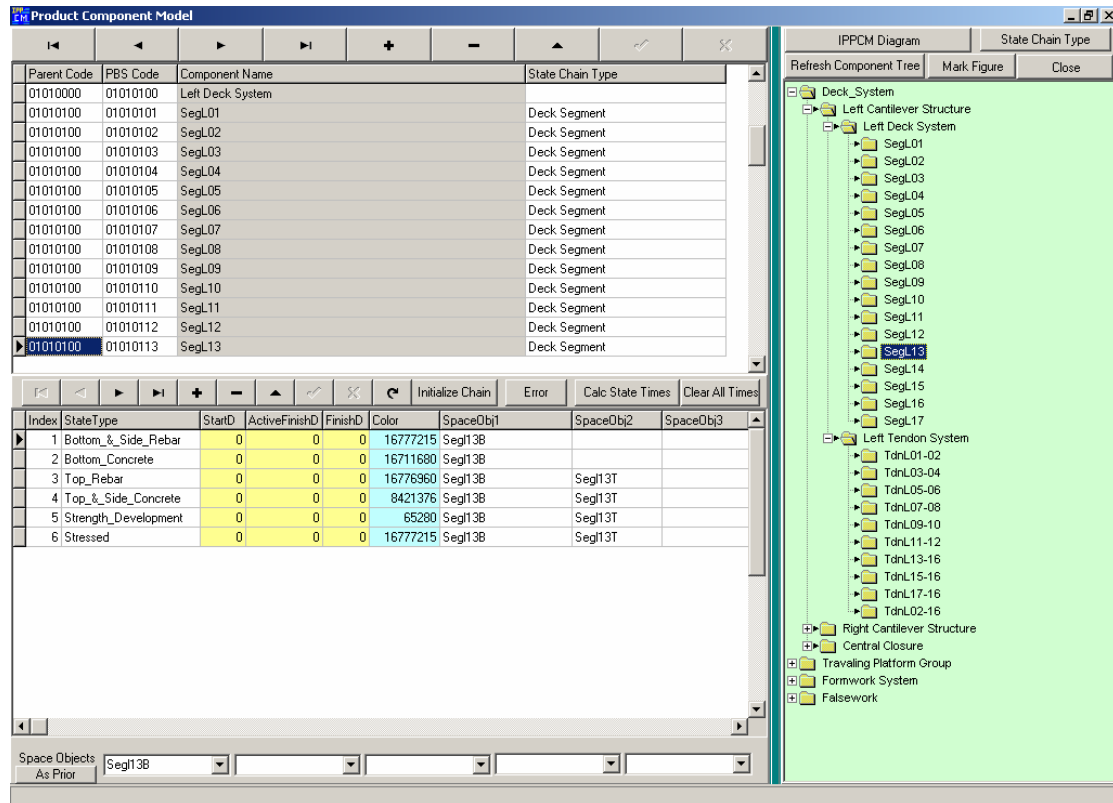 IPP CM Product Component Model
IPPCM Diagram State Chain Type
Refresh Component Tree Mark Figure Close
Parent Code PBS Code Component Name State Chain Type
01010000 01010100 Left Deck System
01010100 01010101 SegL01 Deck Segment
01010100 01010102 SegL02 Deck Segment
01010100 01010103 SegL03 Deck Segment
01010100 01010104 SegL04 Deck Segment
01010100 01010105 SegL05 Deck Segment
01010100 01010106 SegL06 Deck Segment
01010100 01010107 SegL07 Deck Segment
01010100 01010108 SegL08 Deck Segment
01010100 01010109 SegL09 Deck Segment
01010100 01010110 SegL10 Deck Segment
01010100 01010111 SegL11 Deck Segment
01010100 01010112 SegL12 Deck Segment
01010100 01010113 SegL13 Deck Segment
Initialize Chain Error Calc State Times Clear All Times
Index StateType StartD ActiveFinishD FinishD Color SpaceObj1 SpaceObj2 SpaceObj3
1 Bottom_&_Side_Rebar 0 0 0 16777215 Segl13B
2 Bottom_Concrete 0 0 0 16711680 Segl13B
3 Top_Rebar 0 0 0 16776960 Segl13B Segl13T
4 Top_&_Side_Concrete 0 0 0 8421376 Segl13B Segl13T
5 Strength_Development 0 0 0 65280 Segl13B Segl13T
6 Stressed 0 0 0 16777215 Segl13B Segl13T
Space Objects
As Prior
Segl13B
Deck_System
Left Cantilever Structure
Left Deck System
SegL01
SegL02
SegL03
SegL04
SegL05
SegL06
SegL07
SegL08
SegL09
SegL10
SegL11
SegL12
SegL13
SegL14
SegL15
SegL16
SegL17
Left Tendon System
TdnL01-02
TdnL03-04
TdnL05-06
TdnL07-08
TdnL09-10
TdnL11-12
TdnL13-16
TdnL15-16
TdnL17-16
TdnL02-16
Right Cantilever Structure
Central Closure
Travaling Platform Group
Formwork System
Falsework